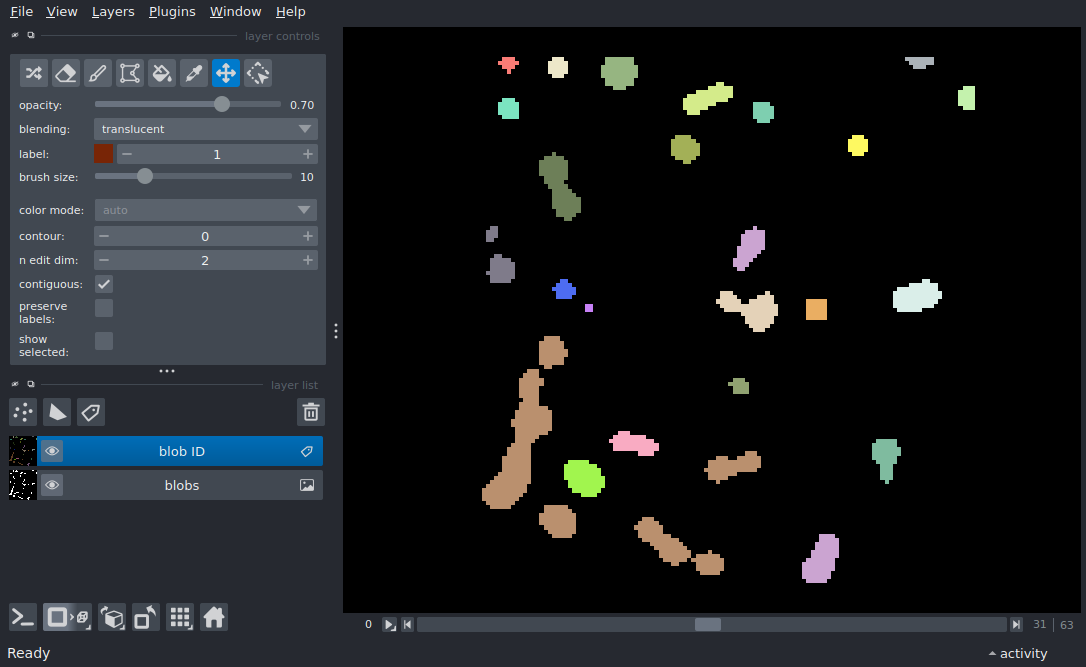 File View Layers Plugins Window Help
layer controls
opacity: 0.70
blending: translucent
label: 1
brush size: 10
color mode: auto
contour: 0
n edit dim: 2
contiguous:
preserve
labels:
show
selected:
layer list
blob ID
blobs
0 31 | 63
Ready activity